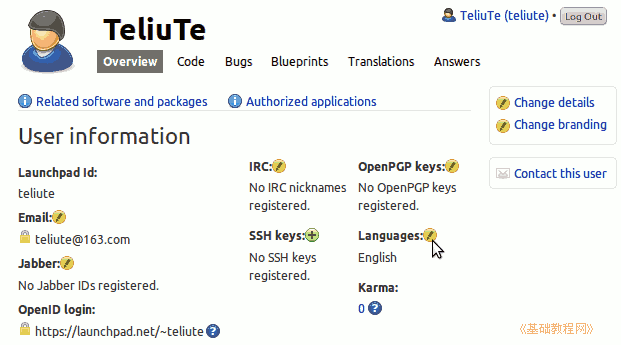 TeliuTe
TeliuTe (teliute) • Log Out
Overview Code Bugs Blueprints Translations Answers
Related software and packages Authorized applications
Change details
Change branding
Contact this user
User information
Launchpad Id:
teliute
Email:
teliute@163.com
Jabber:
No Jabber IDs registered.
OpenID login:
https://launchpad.net/~teliute
IRC:
No IRC nicknames
registered.
SSH keys:
No SSH keys
registered.
OpenPGP keys:
No OpenPGP keys
registered.
Languages:
English
Karma:
0
《基础教程网》